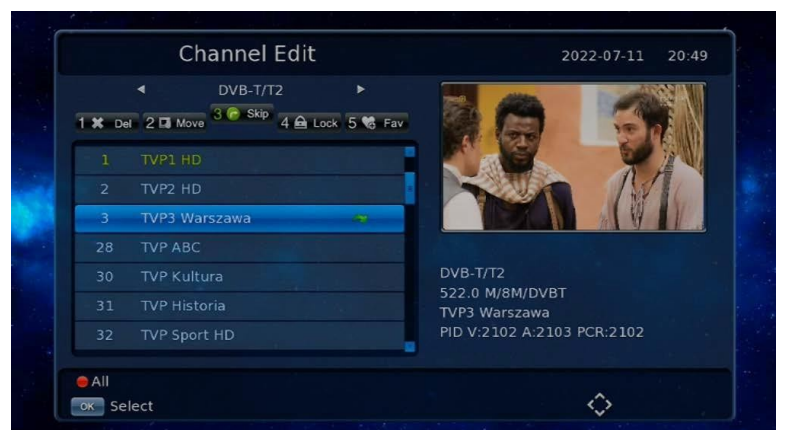 Channel Edit
2022-07-11 20:49
DVB-T/T2
1 Del 2 Move 3 Skip 4 Lock 5 Fav
1 TVP1 HD
2 TVP2 HD
3 TVP3 Warszawa
28 TVP ABC
30 TVP Kultura
31 TVP Historia
32 TVP Sport HD
DVB-T/T2
522.0 M/8M/DVBT
TVP3 Warszawa
PID V:2102 A:2103 PCR:2102
All
OK Select